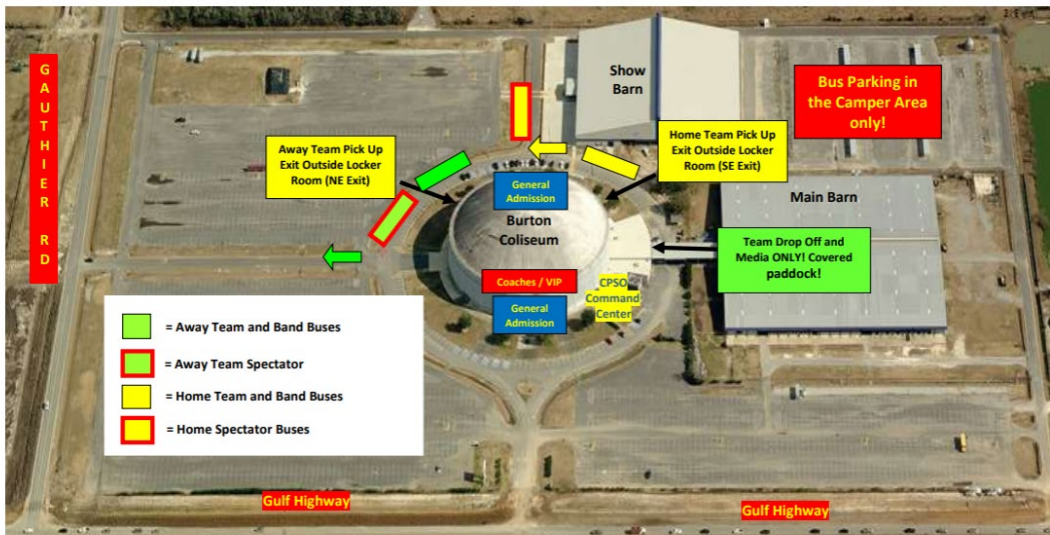 GAUTHIER RD
Show
Barn
Bus Parking in
the Camper Area
only!
Away Team Pick Up
Exit Outside Locker
Room (NE Exit)
Home Team Pick Up
Exit Outside Locker
Room (SE Exit)
General
Admission
Burton
Coliseum
Main Barn
Team Drop Off and
Media ONLY! Covered
paddock!
Coaches / VIP
CPSO
Command
Center
General
Admission
= Away Team and Band Buses
= Away Team Spectator
= Home Team and Band Buses
= Home Spectator Buses
Gulf Highway
Gulf Highway